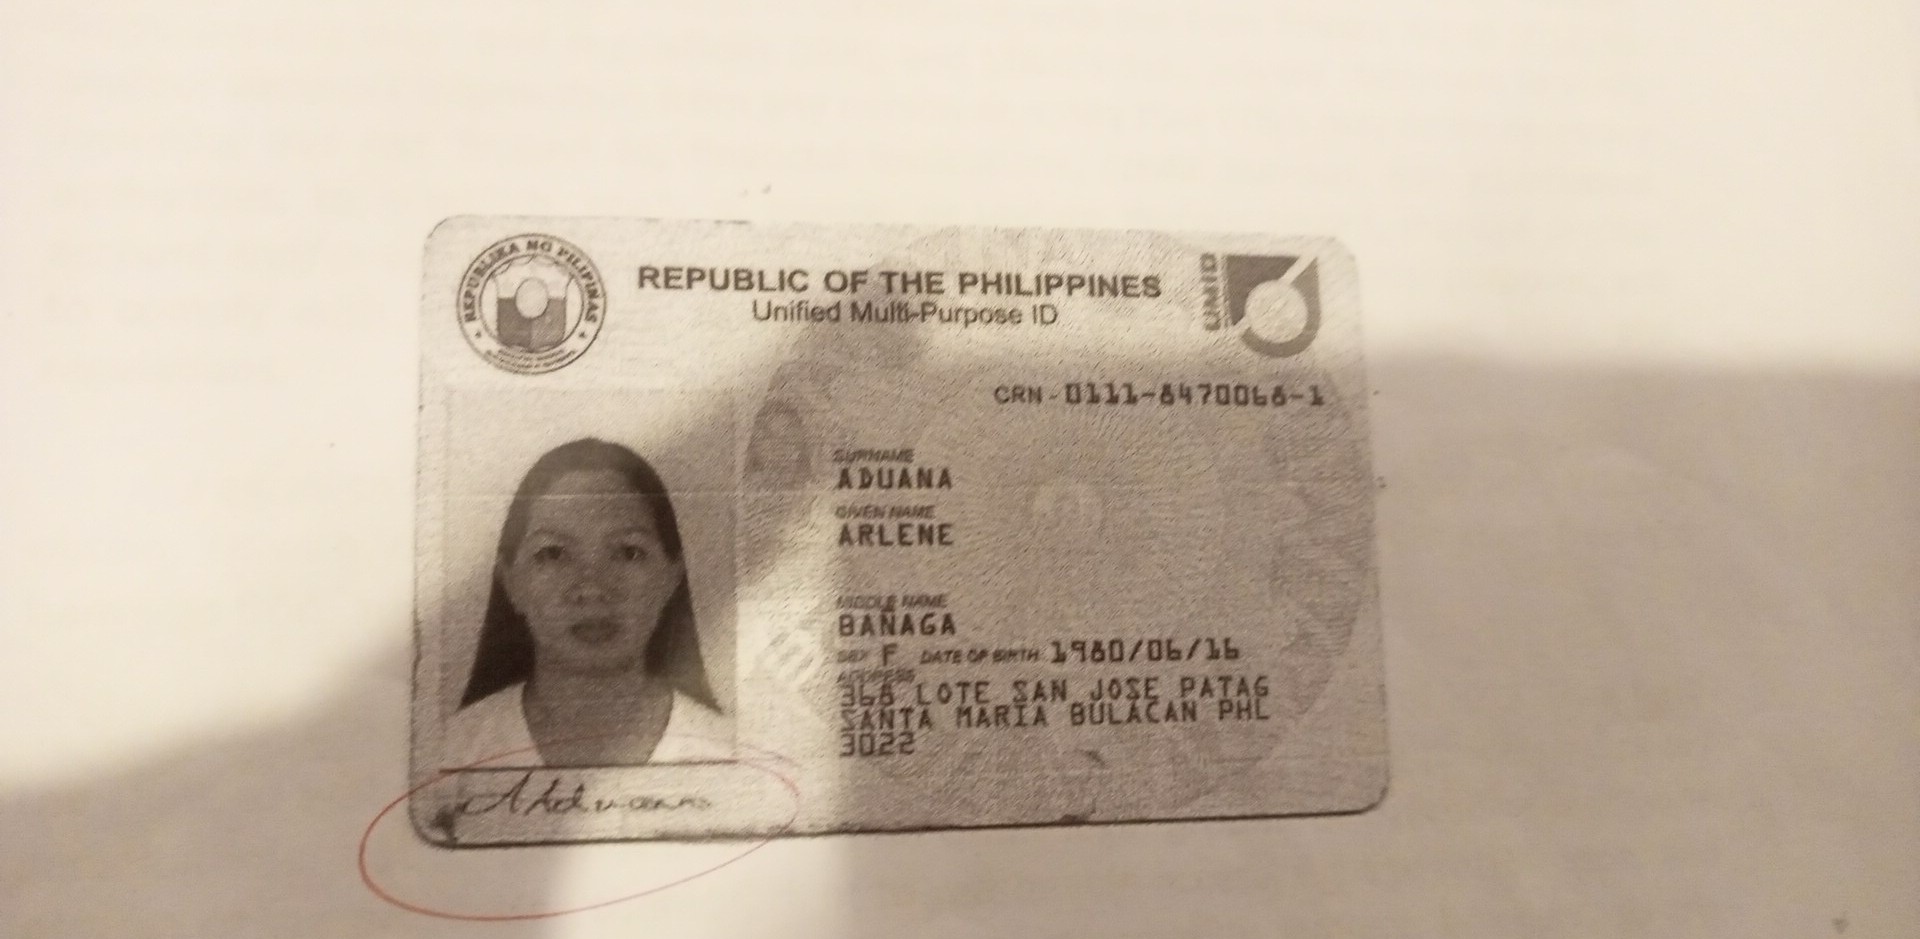 REPUBLIKA NG PILIPINAS
REPUBLIC OF THE PHILIPPINES
Unified Multi-Purpose ID
UMID
CRN - 0111-8470068-1
SURNAME
ADUANA
GIVEN NAME
ARLENE
MIDDLE NAME
BAÑAGA
SEX F DATE OF BIRTH 1980/06/16
ADDRESS
368 LOTE SAN JOSE PATAG
SANTA MARIA BULACAN PHL
3022